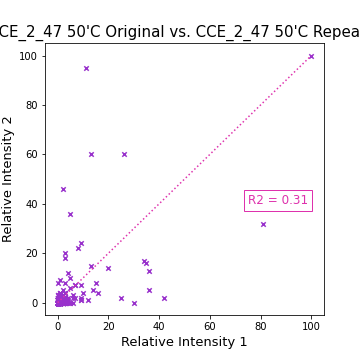 CCE_2_47 50'C Original vs. CCE_2_47 50'C Repea
100
80
60
40
20
0
Relative Intensity 2
R2 = 0.31
0 20 40 60 80 100
Relative Intensity 1